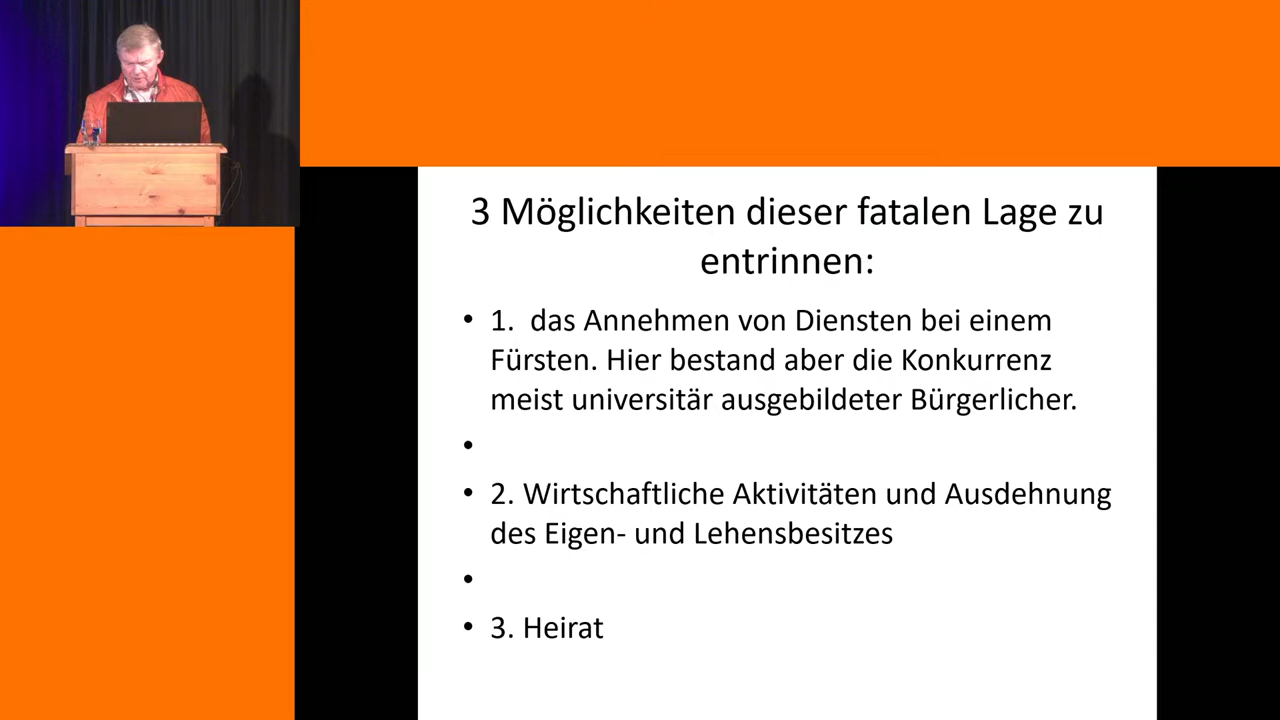 3 Möglichkeiten dieser fatalen Lage zu
entrinnen:
• 1.  das Annehmen von Diensten bei einem
Fürsten. Hier bestand aber die Konkurrenz
meist universitär ausgebildeter Bürgerlicher.
•
• 2. Wirtschaftliche Aktivitäten und Ausdehnung
des Eigen- und Lehensbesitzes
•
• 3. Heirat